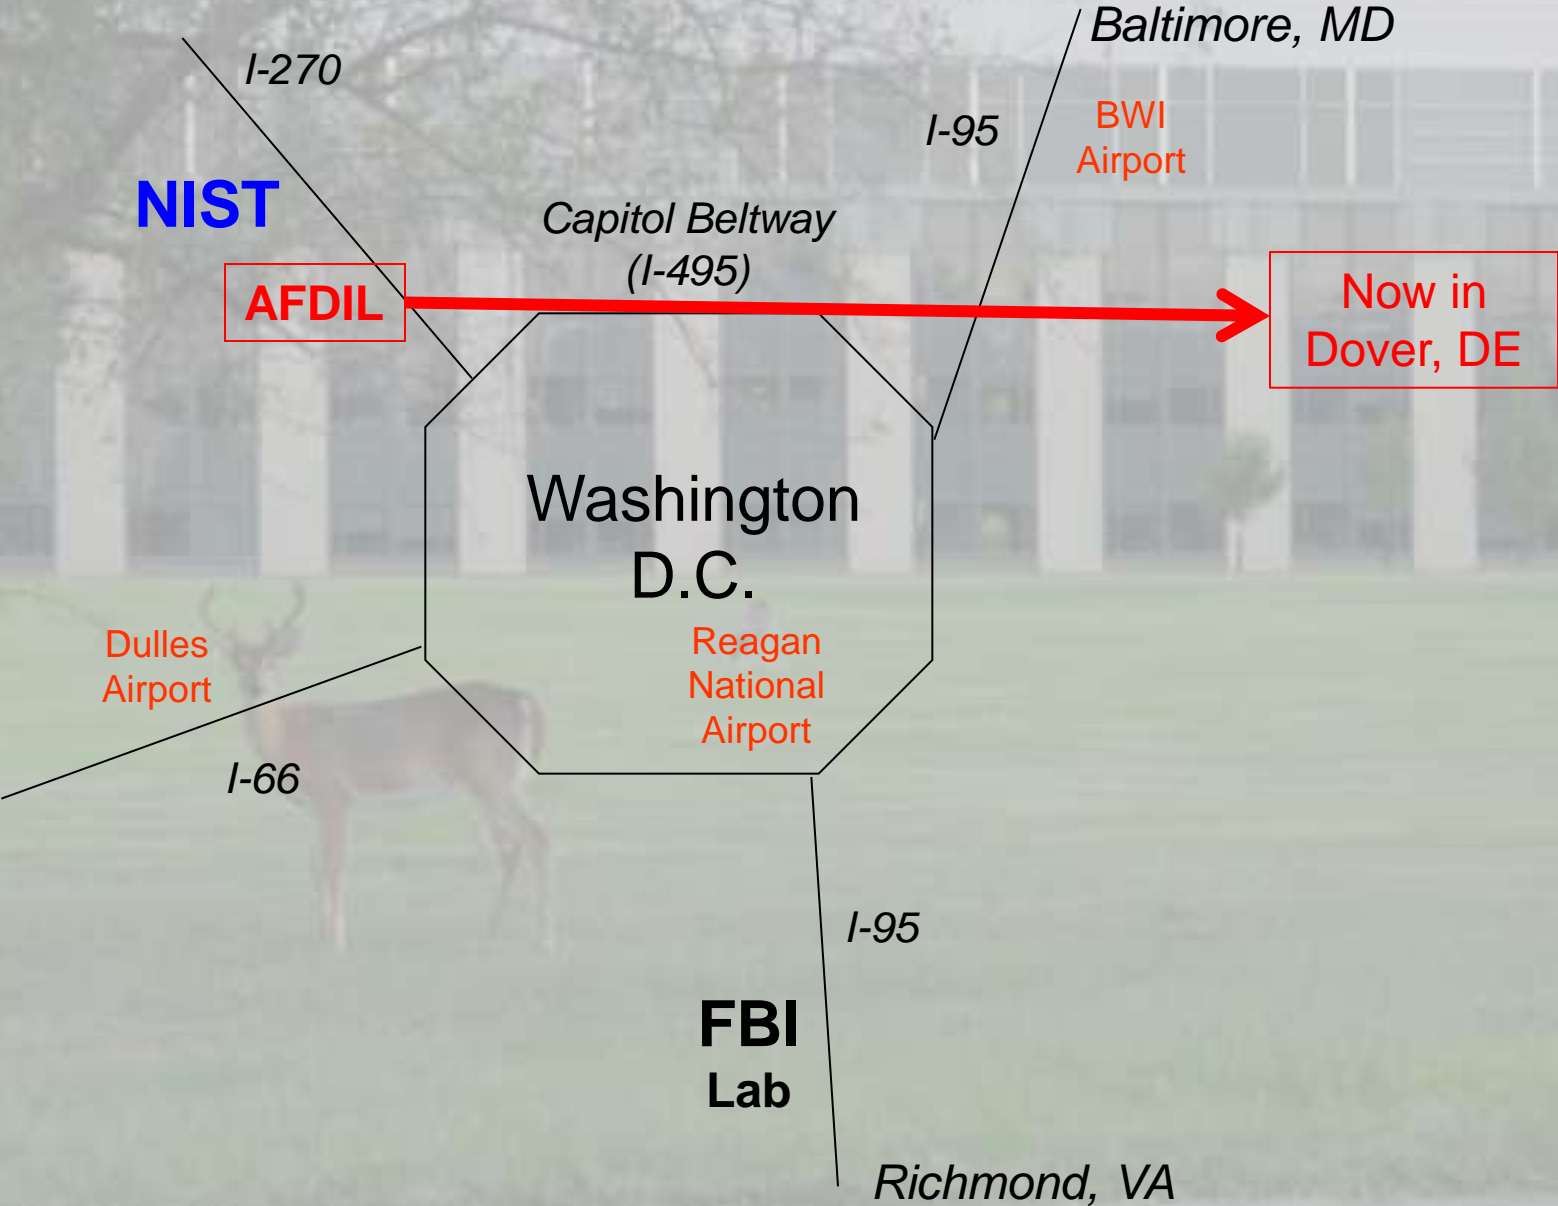 Baltimore, MD
I-270
I-95
BWI
Airport
NIST
Capitol Beltway
(I-495)
AFDIL
Now in
Dover, DE
Washington
D.C.
Dulles
Airport
Reagan
National
Airport
I-66
I-95
FBI
Lab
Richmond, VA